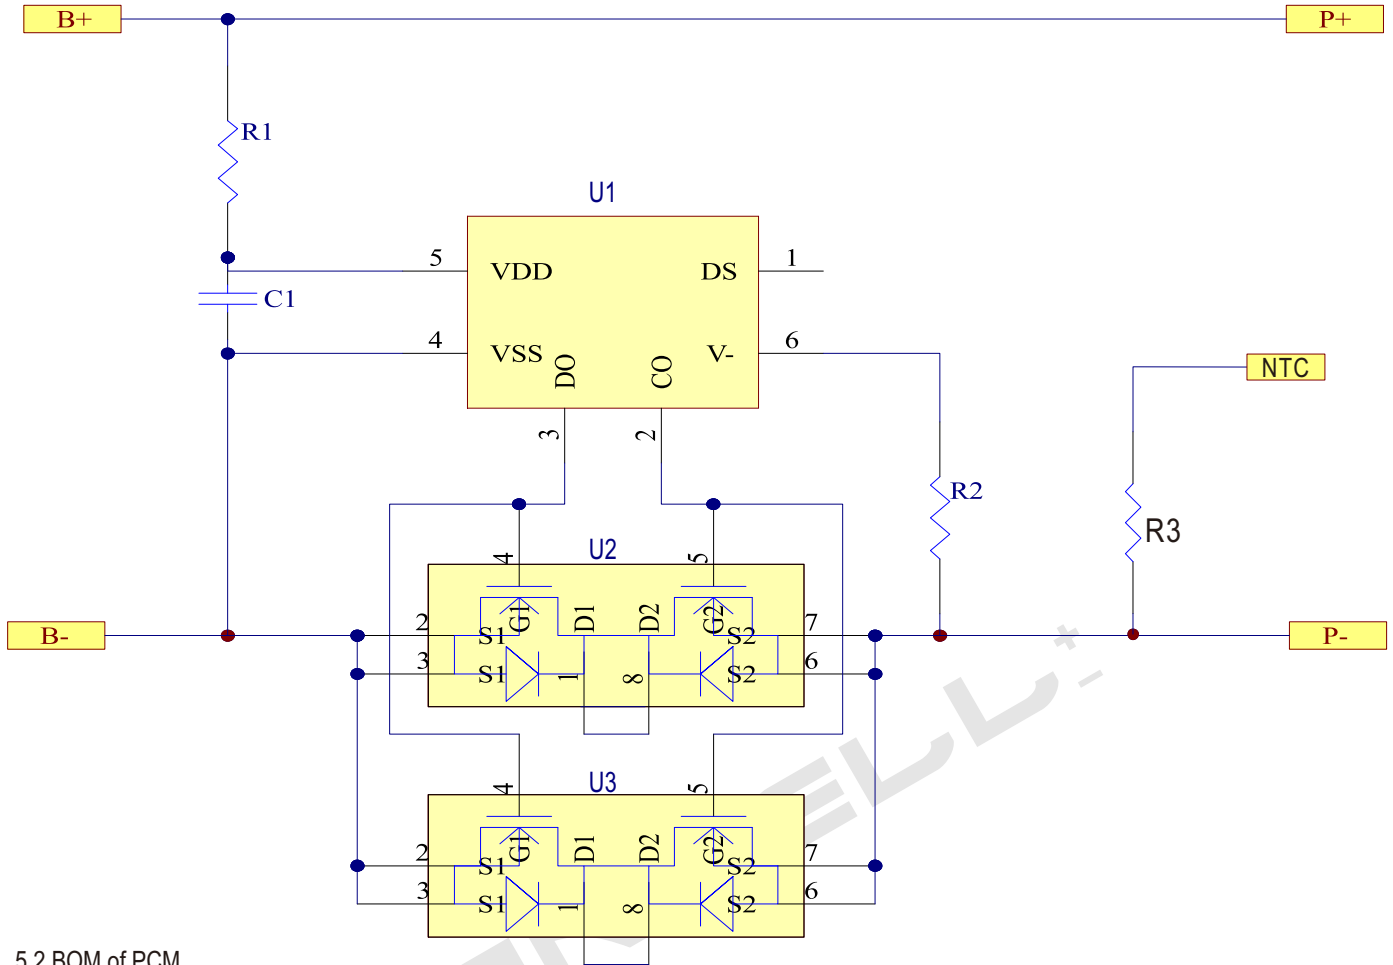 B+
P+
R1
U1
5
VDD
DS
1
C1
4
VSS
DO
CO
V-
6
NTC
3
2
R2
R3
4
U2
5
B-
2
S1
G1
D1
D2
G2
S2
7
P-
3
S1
1
8
S2
6
4
U3
5
2
S1
G1
D1
D2
G2
S2
7
3
S1
1
8
S2
6
5.2 BOM of PCM